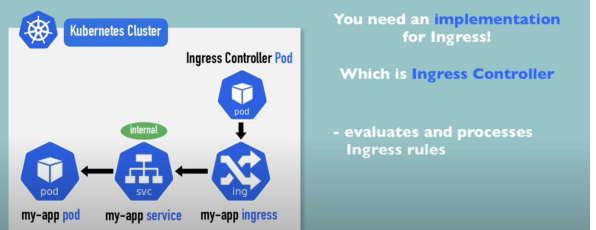 Kubernetes Cluster
Ingress Controller Pod
pod
internal
pod
svc
ing
my-app pod
my-app service
my-app ingress
You need an implementation
for Ingress!
Which is Ingress Controller
- evaluates and processes
Ingress rules